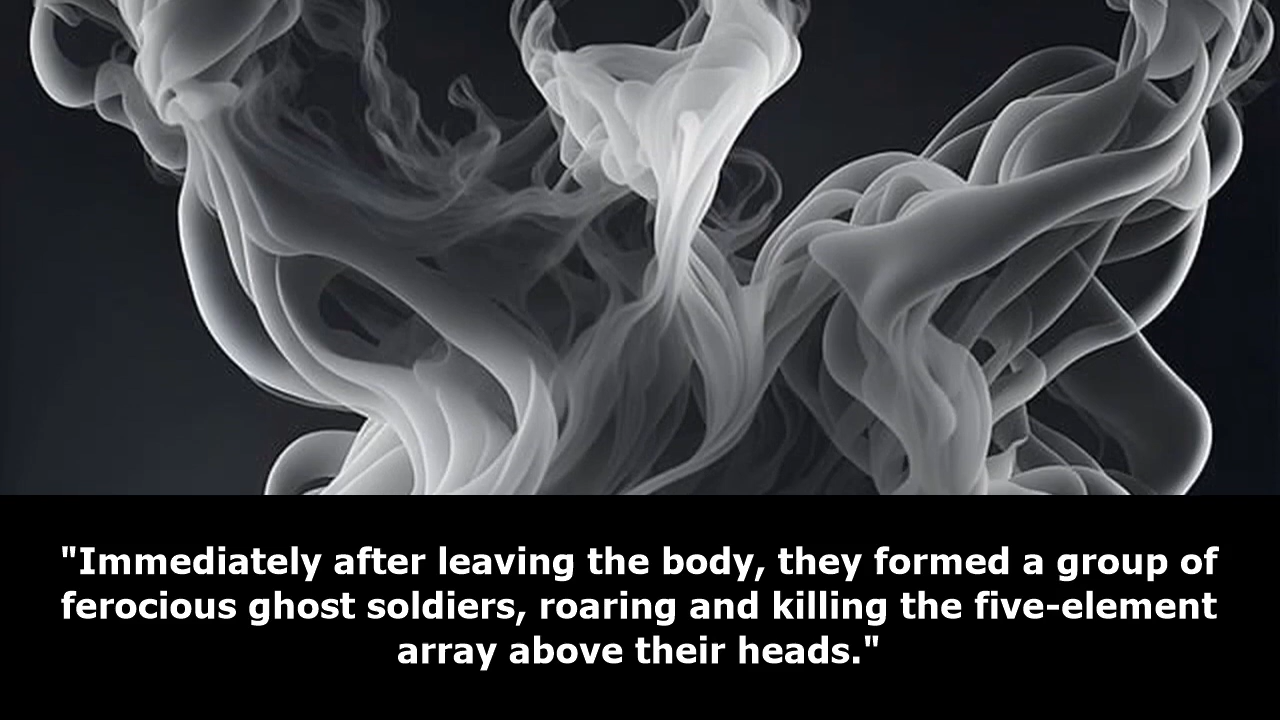 "Immediately after leaving the body, they formed a group of
ferocious ghost soldiers, roaring and killing the five-element
array above their heads."